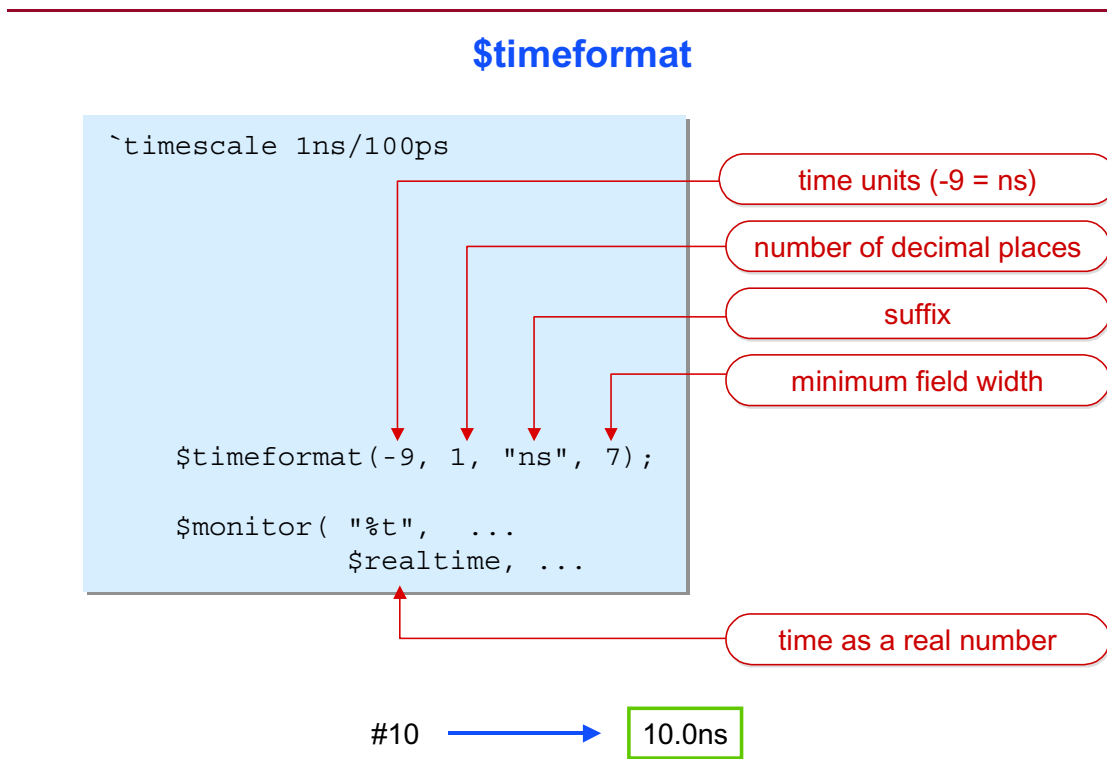 $timeformat
`timescale 1ns/100ps
time units (-9 = ns)
number of decimal places
suffix
minimum field width
$timeformat(-9, 1, "ns", 7);
$monitor( "%t",  ...
$realtime, ...
time as a real number
#10
10.0ns